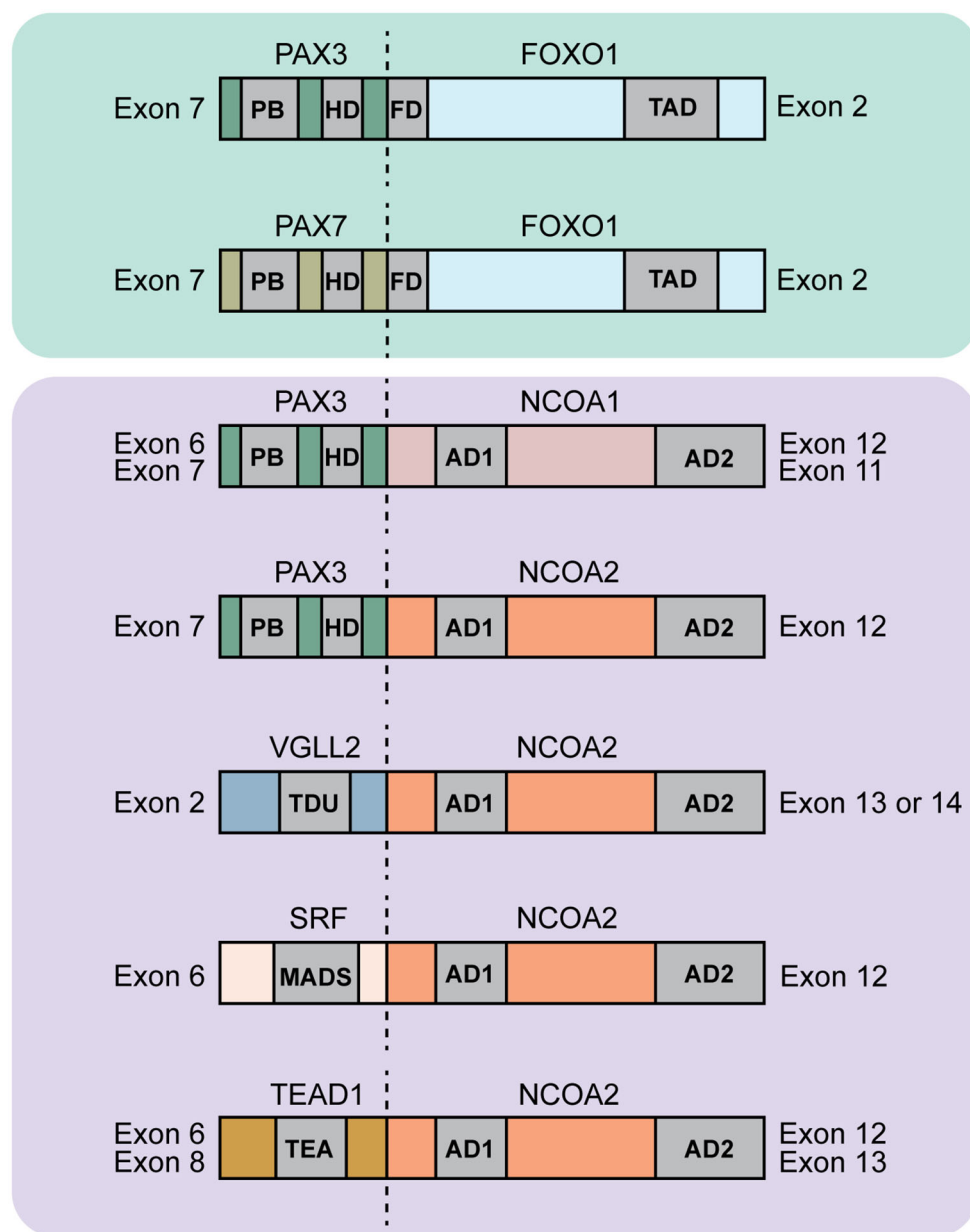 PAX3 FOXO1
Exon 7 PB HD FD TAD Exon 2
PAX7 FOXO1
Exon 7 PB HD FD TAD Exon 2
PAX3 NCOA1
Exon 6 Exon 12
PB HD AD1 AD2
Exon 7 Exon 11
PAX3 NCOA2
Exon 7 PB HD AD1 AD2 Exon 12
VGLL2 NCOA2
Exon 2 TDU AD1 AD2 Exon 13 or 14
SRF NCOA2
Exon 6 MADS AD1 AD2 Exon 12
TEAD1 NCOA2
Exon 6 Exon 12
TEA AD1 AD2
Exon 8 Exon 13